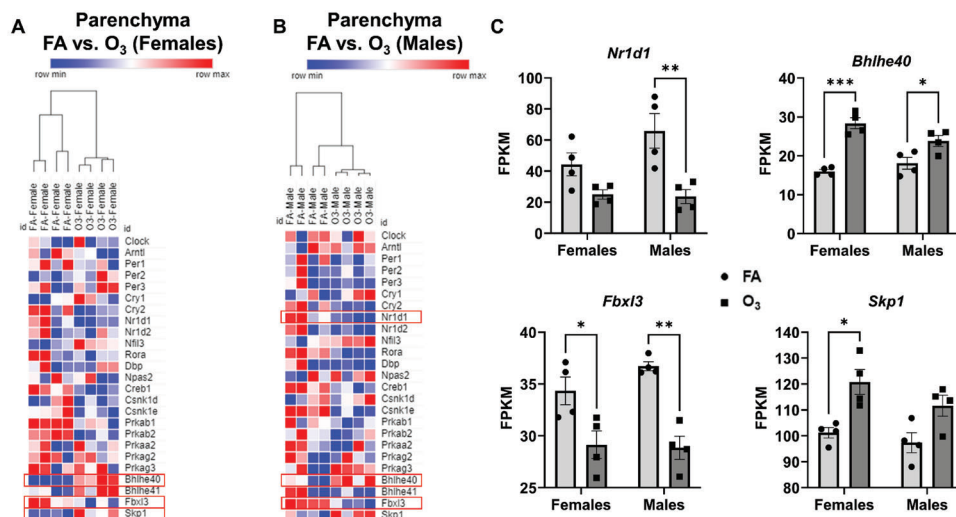 A
Parenchyma
FA vs. O3 (Females)
row min
row max
FA-Female
FA-Female
FA-Female
FA-Female
O3-Female
O3-Female
O3-Female
O3-Female
id
id
Clock
Arntl
Per1
Per2
Per3
Cry1
Cry2
Nr1d1
Nr1d2
Nfil3
Rora
Dbp
Npas2
Creb1
Csnk1d
Csnk1e
Prkab1
Prkab2
Prkaa2
Prkag2
Prkag3
Bhlhe40
Bhlhe41
Fbxl3
Skp1
B
Parenchyma
FA vs. O3 (Males)
row min
row max
FA-Male
FA-Male
FA-Male
FA-Male
O3-Male
O3-Male
O3-Male
O3-Male
id
id
Clock
Arntl
Per1
Per2
Per3
Cry1
Cry2
Nr1d1
Nr1d2
Nfil3
Rora
Dbp
Npas2
Creb1
Csnk1d
Csnk1e
Prkab1
Prkab2
Prkaa2
Prkag2
Prkag3
Bhlhe40
Bhlhe41
Fbxl3
Skp1
C
Nr1d1
**
FPKM
100
80
60
40
20
0
Females
Males
Bhlhe40
***
*
FPKM
40
30
20
10
Females
Males
FA
O3
Fbxl3
*
**
FPKM
40
35
30
25
Females
Males
Skp1
*
FPKM
140
130
120
110
100
90
80
Females
Males